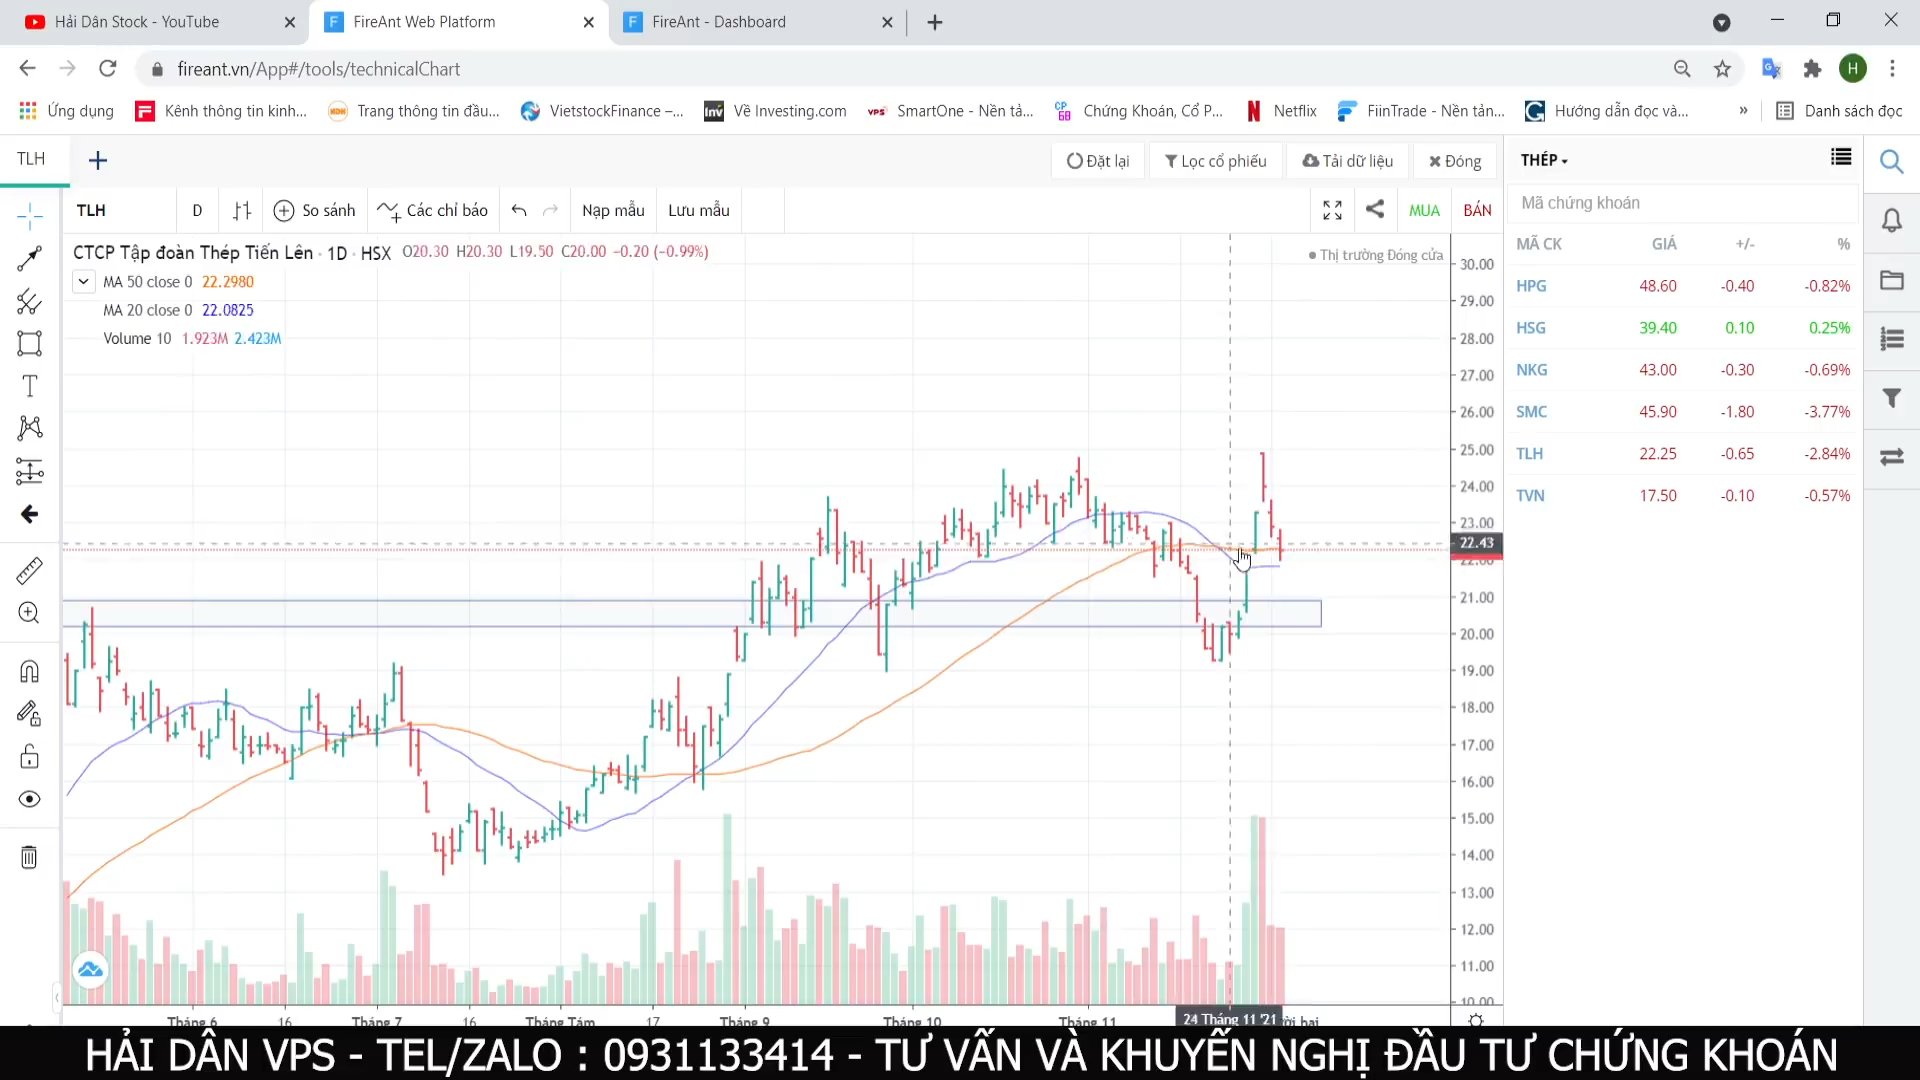 Hải Dân Stock - YouTube
FireAnt Web Platform
FireAnt - Dashboard
fireant.vn/App#/tools/technicalChart
H
Ứng dụng
Kênh thông tin kinh...
Trang thông tin đầu...
VietstockFinance –...
Về Investing.com
SmartOne - Nền tả...
Chứng Khoán, Cổ P...
Netflix
FiinTrade - Nền tản...
Hướng dẫn đọc và...
Danh sách đọc
TLH
Đặt lại
Lọc cổ phiếu
Tải dữ liệu
Đóng
THÉP
TLH
D
So sánh
Các chỉ báo
Nạp mẫu
Lưu mẫu
MUA
BÁN
Mã chứng khoán
CTCP Tập đoàn Thép Tiến Lên · 1D · HSX O20.30 H20.30 L19.50 C20.00 -0.20 (-0.99%)
Thị trường Đóng cửa
MA 50 close 0 22.2980
MA 20 close 0 22.0825
Volume 10 1.923M 2.423M
MÃ CK GIÁ +/- %
HPG 48.60 -0.40 -0.82%
HSG 39.40 0.10 0.25%
NKG 43.00 -0.30 -0.69%
SMC 45.90 -1.80 -3.77%
TLH 22.25 -0.65 -2.84%
TVN 17.50 -0.10 -0.57%
30.00
29.00
28.00
27.00
26.00
25.00
24.00
23.00
22.43
22.00
21.00
20.00
19.00
18.00
17.00
16.00
15.00
14.00
13.00
12.00
11.00
10.00
Tháng 6
16
Tháng 7
16
Tháng Tám
17
Tháng 9
Tháng 10
Tháng 11
24 Tháng 11 '21
HẢI DÂN VPS - TEL/ZALO : 0931133414 - TƯ VẤN VÀ KHUYẾN NGHỊ ĐẦU TƯ CHỨNG KHOÁN